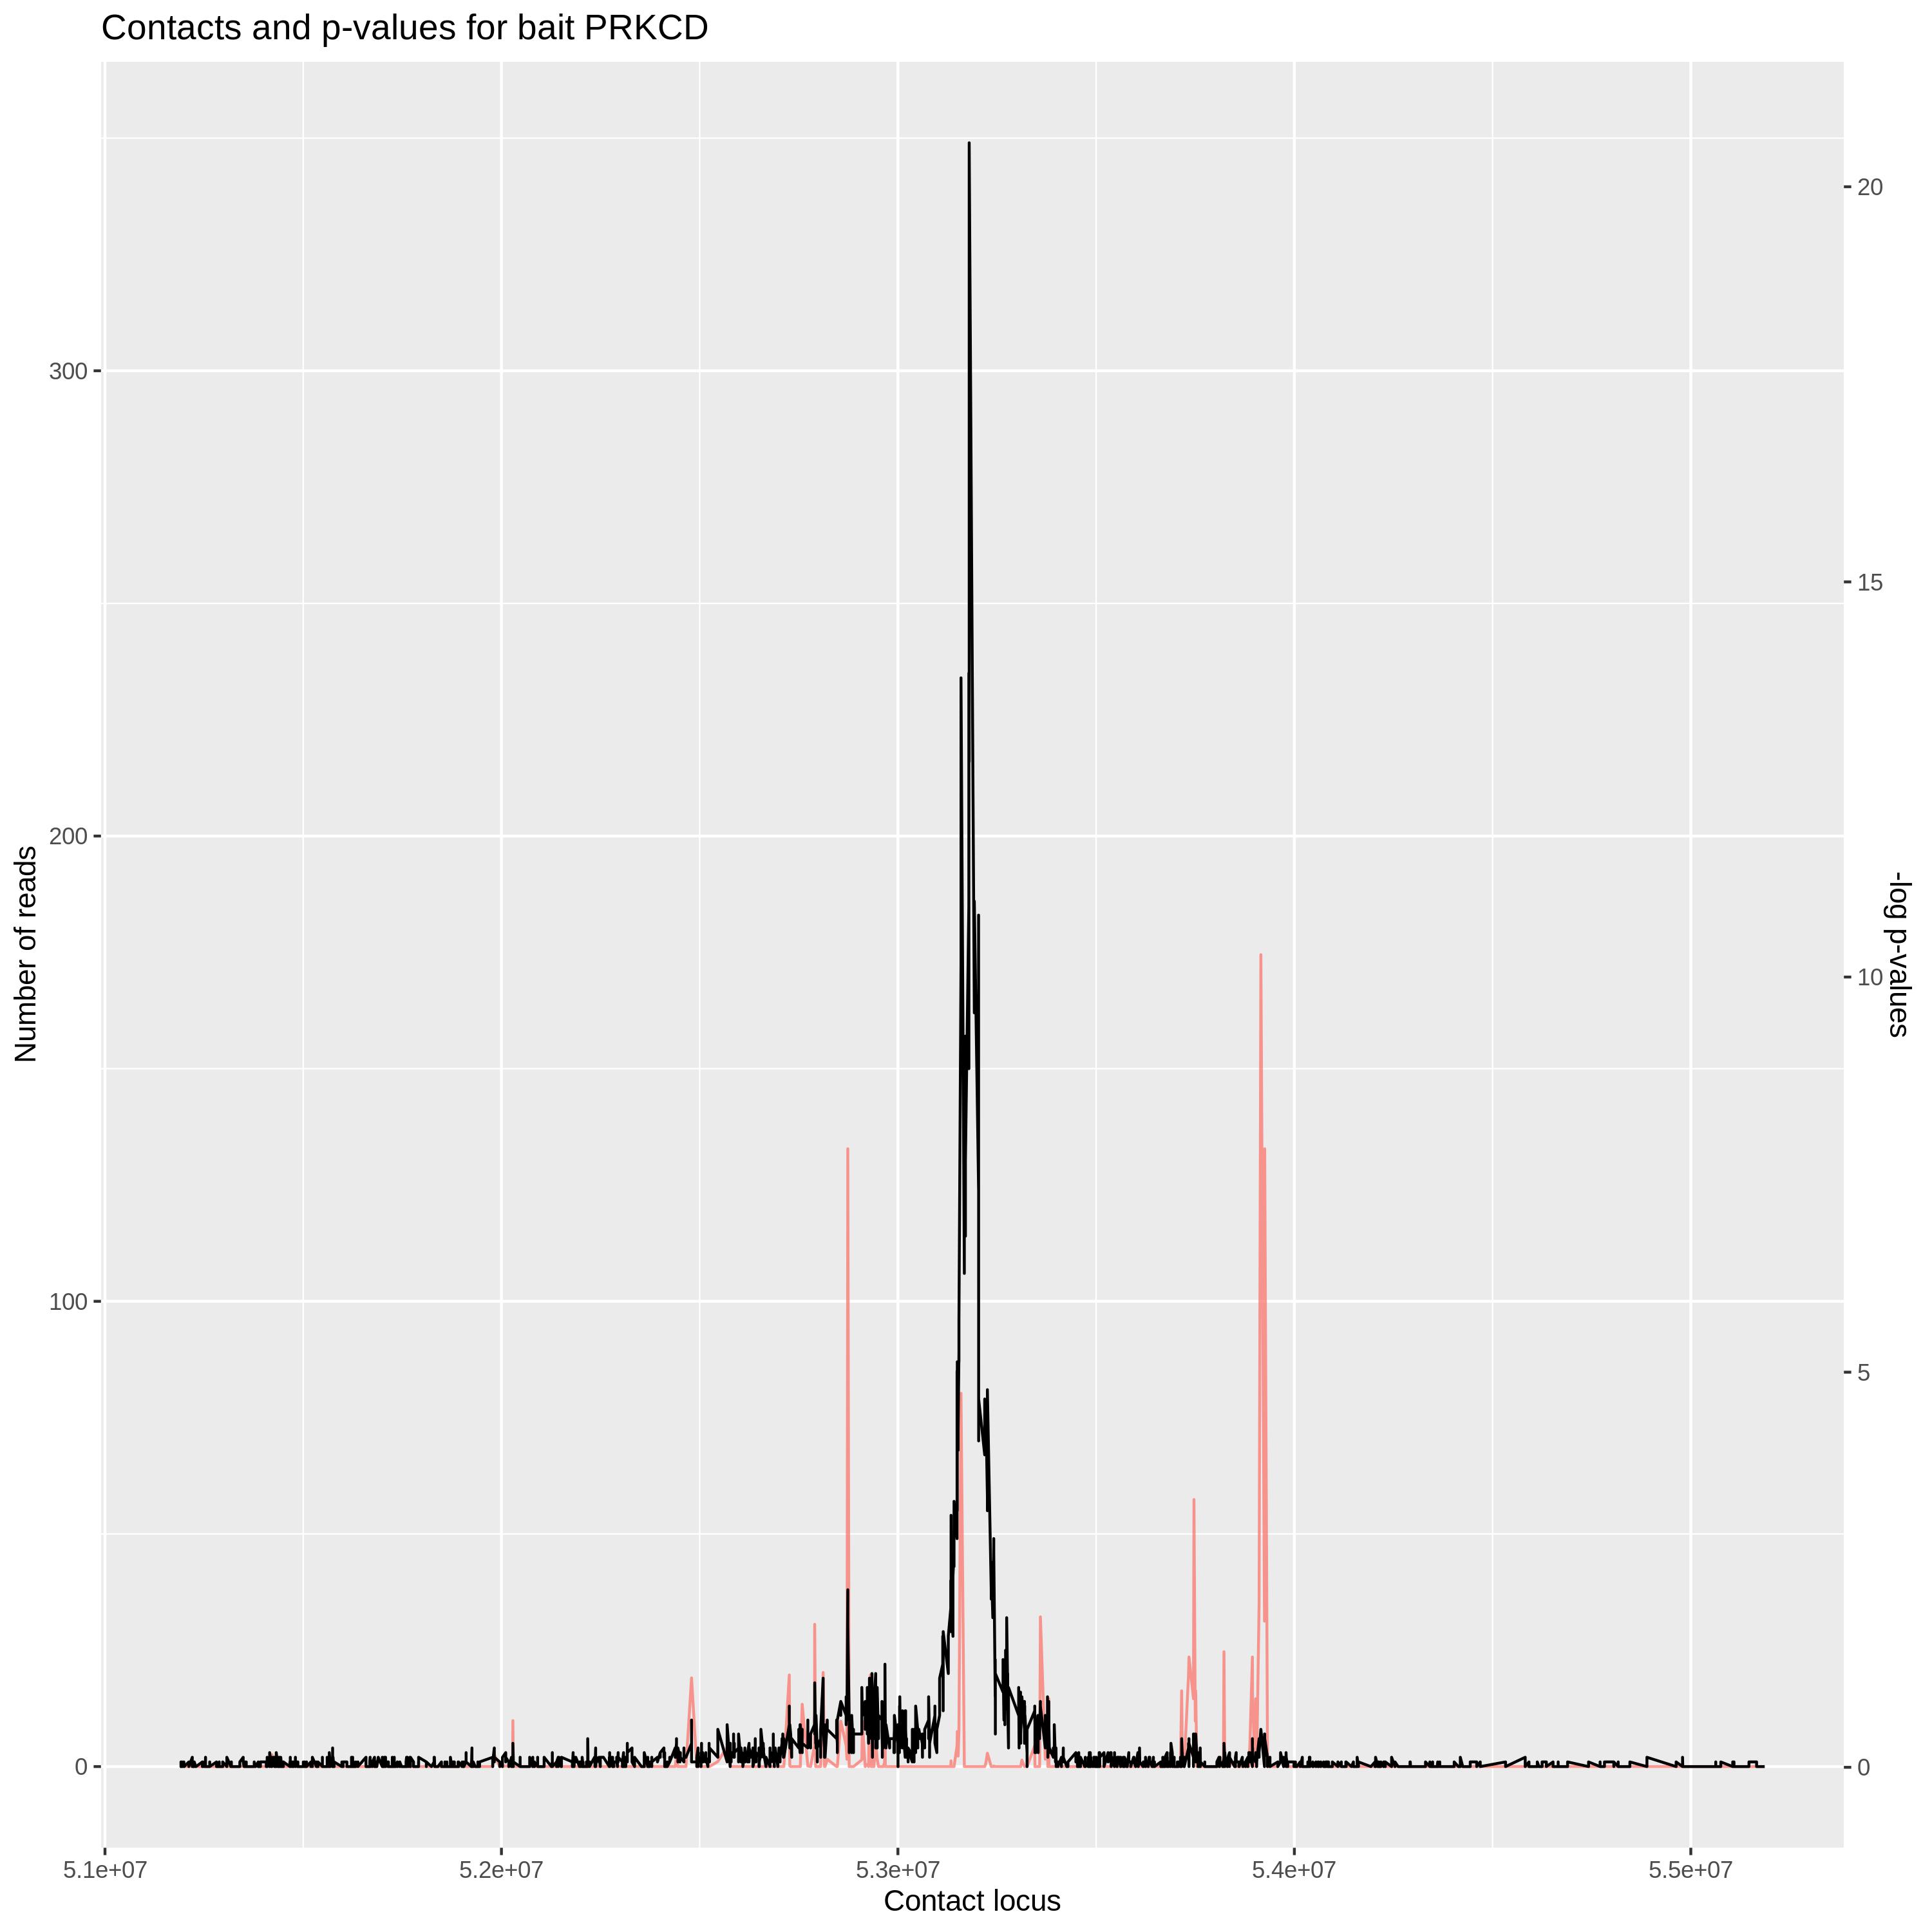 Contacts and p-values for bait PRKCD
300
200
100
0
Number of reads
20
15
10
5
0
-log p-values
5.1e+07
5.2e+07
5.3e+07
5.4e+07
5.5e+07
Contact locus